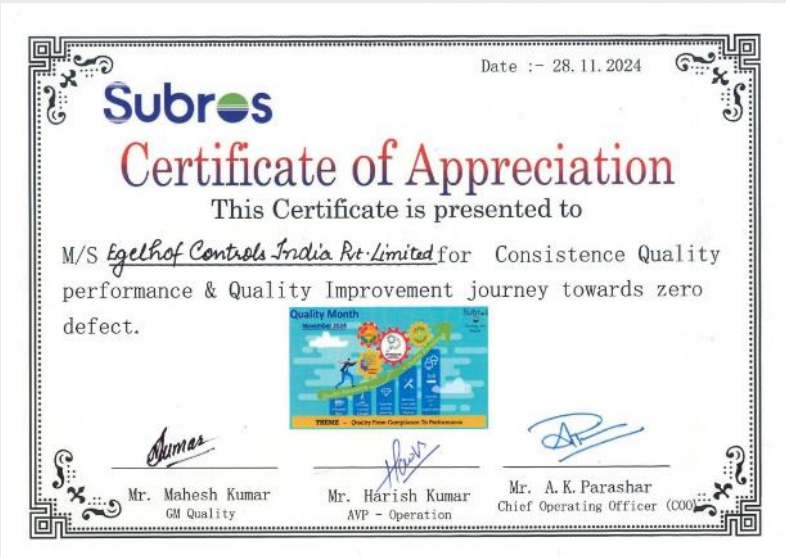 Date :- 28.11.2024
Subros
Certificate of Appreciation
This Certificate is presented to
M/S Egelhof Controls India Pvt. Limited for Consistence Quality
performance & Quality Improvement journey towards zero
defect.
Quality Month
November 2024
Subros
THEME - Quality From Compliance To Performance
Mr. Mahesh Kumar
GM Quality
Mr. Harish Kumar
AVP - Operation
Mr. A.K.Parashar
Chief Operating Officer (COO)